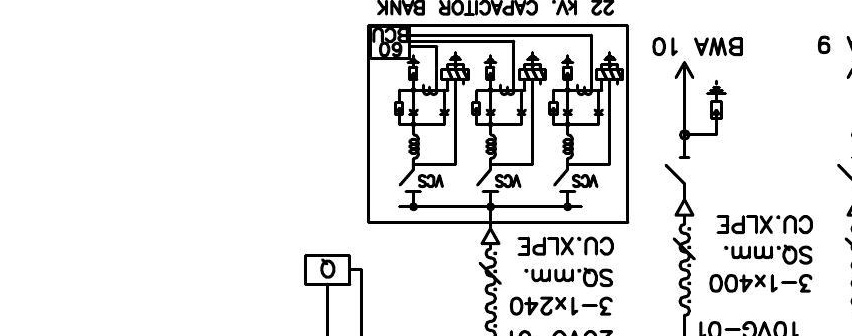 10VG-01
3-1x400
SQ.mm.
CU.XLPE
BWA 10
9
3-1x240
SQ.mm.
CU.XLPE
Q
VCS
VCS
VCS
60
BCU
22 kV. CAPACITOR BANK